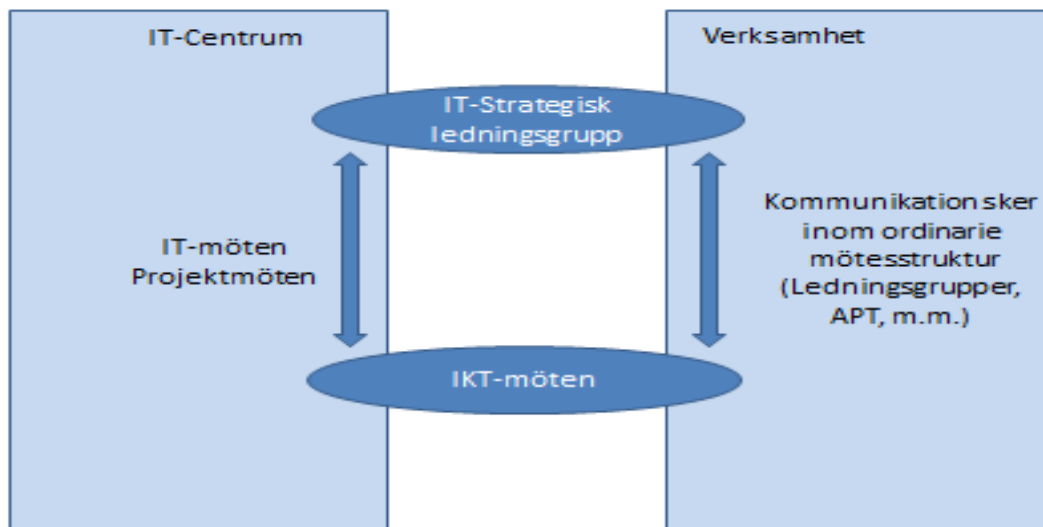 IT-Centrum
Verksamhet
IT-Strategisk
ledningsgrupp
IT-möten
Projektmöten
Kommunikation sker
inom ordinarie
mötesstruktur
(Ledningsgrupper,
APT, m.m.)
IKT-möten